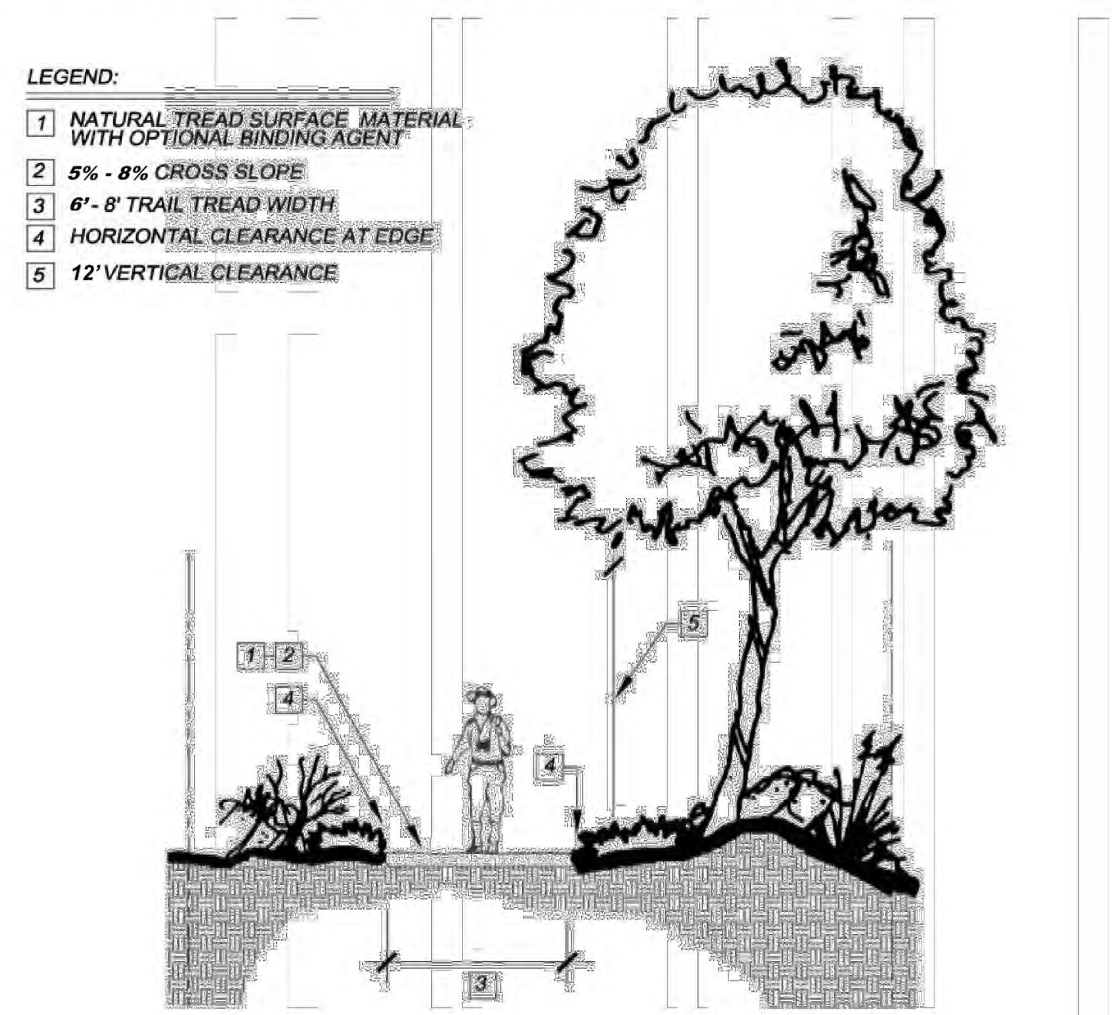 LEGEND:
1 NATURAL TREAD SURFACE MATERIAL
WITH OPTIONAL BINDING AGENT
2 5% - 8% CROSS SLOPE
3 6' - 8' TRAIL TREAD WIDTH
4 HORIZONTAL CLEARANCE AT EDGE
5 12' VERTICAL CLEARANCE
5
1 2
4
4
3